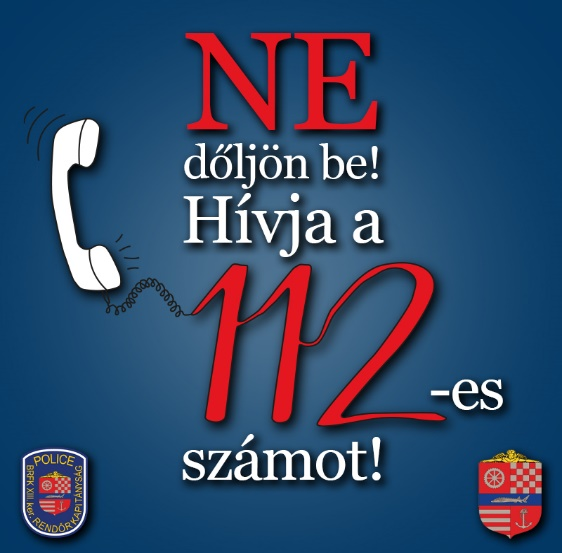 NE
dőljön be!
Hívja a
112-es
számot!
POLICE
BRFK XIII. ker. RENDŐRKAPITÁNYSÁG